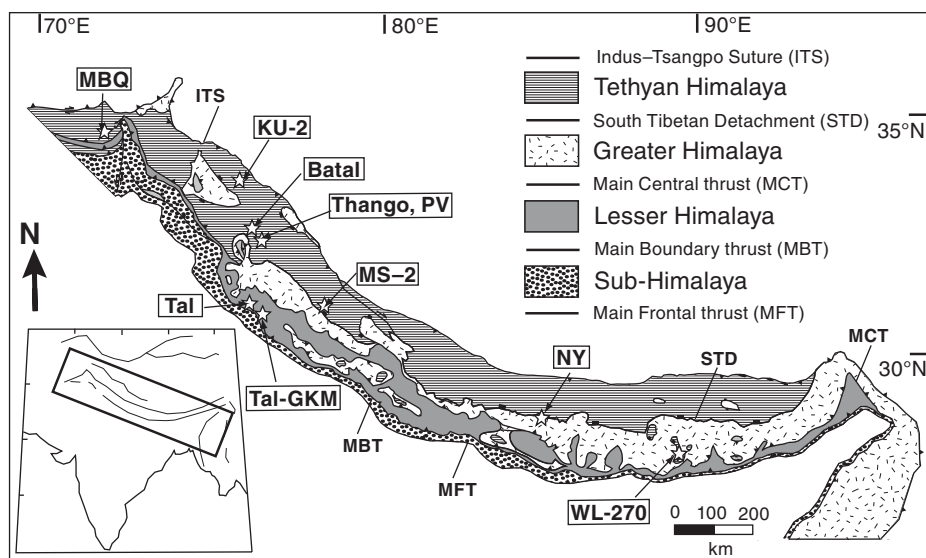 70°E
80°E
90°E
Indus–Tsangpo Suture (ITS)
Tethyan Himalaya
South Tibetan Detachment (STD)
35°N
Greater Himalaya
Main Central thrust (MCT)
Lesser Himalaya
Main Boundary thrust (MBT)
Sub-Himalaya
Main Frontal thrust (MFT)
MBQ
ITS
KU-2
Batal
Thango, PV
N
MS–2
Tal
Tal-GKM
NY
STD
MCT
30°N
MBT
MFT
WL-270
0 100 200
km